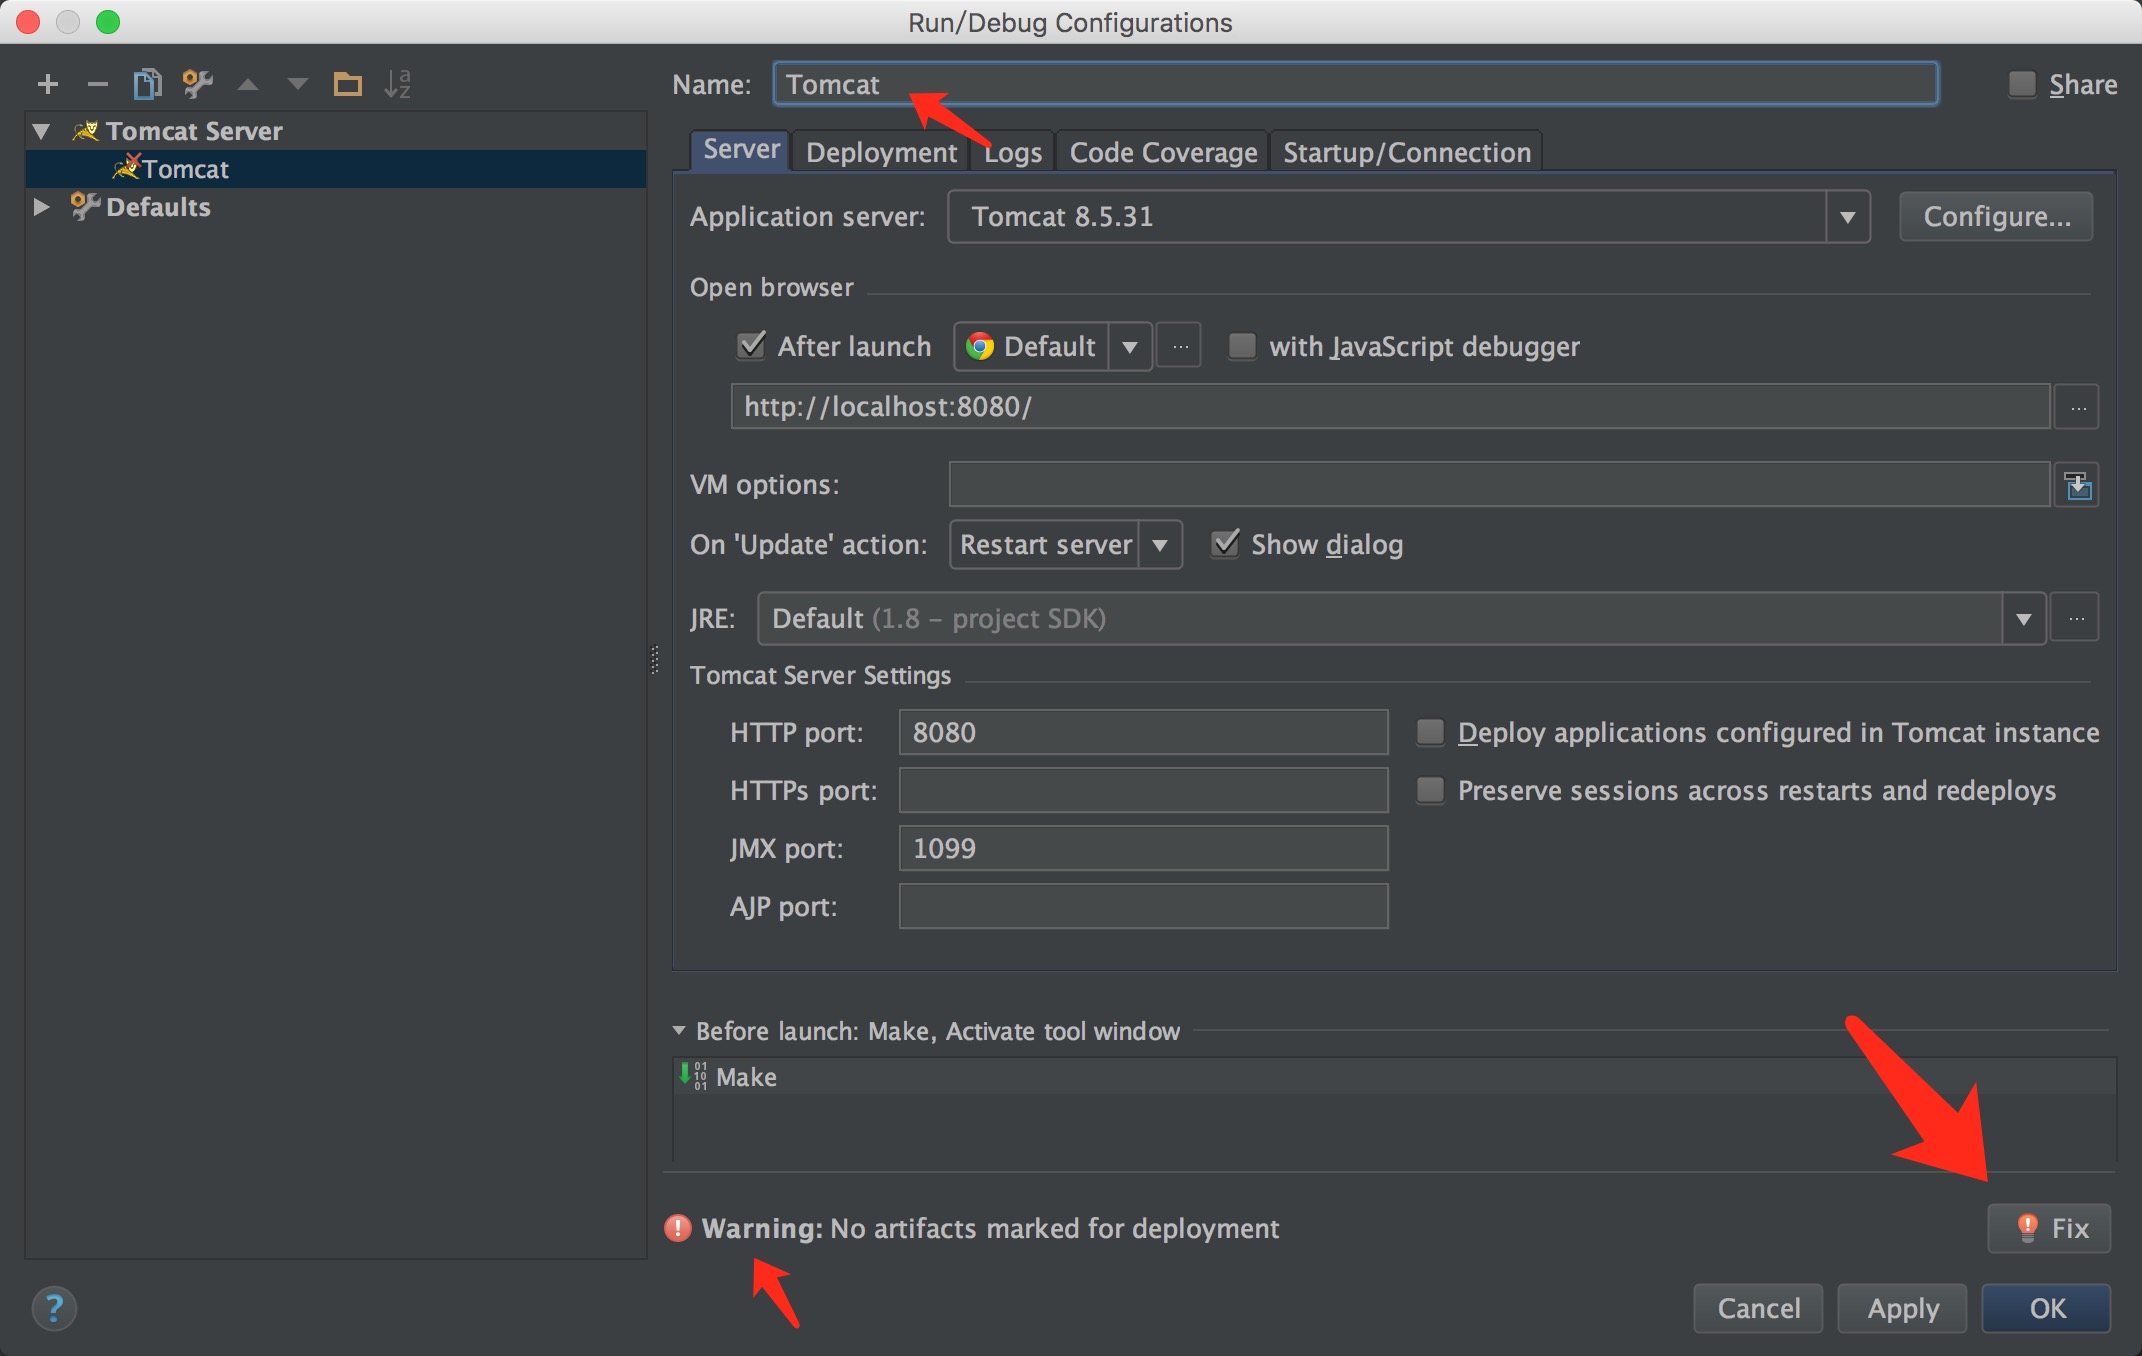 Run/Debug Configurations
Name: Tomcat Share
Tomcat Server
Tomcat
Defaults
Server Deployment Logs Code Coverage Startup/Connection
Application server: Tomcat 8.5.31 Configure...
Open browser
After launch Default ... with JavaScript debugger
http://localhost:8080/ ...
VM options:
On 'Update' action: Restart server Show dialog
JRE: Default (1.8 – project SDK) ...
Tomcat Server Settings
HTTP port: 8080 Deploy applications configured in Tomcat instance
HTTPs port: Preserve sessions across restarts and redeploys
JMX port: 1099
AJP port:
Before launch: Make, Activate tool window
Make
Warning: No artifacts marked for deployment Fix
? Cancel Apply OK